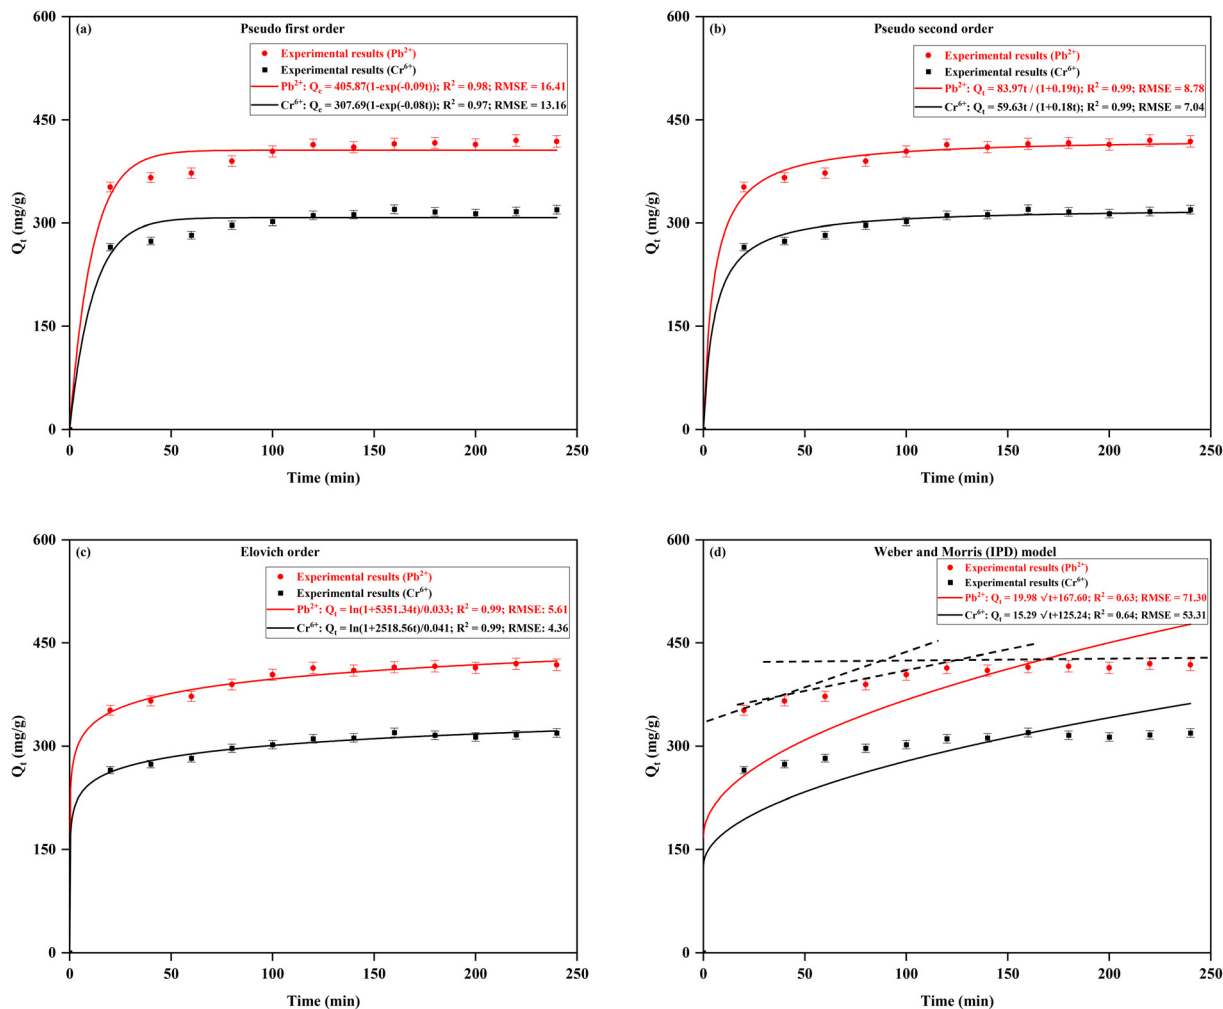 (a) Pseudo first order
Experimental results (Pb²⁺)
Experimental results (Cr⁶⁺)
Pb²⁺: Qₑ = 405.87(1-exp(-0.09t)); R² = 0.98; RMSE = 16.41
Cr⁶⁺: Qₑ = 307.69(1-exp(-0.08t)); R² = 0.97; RMSE = 13.16
600
450
300
150
0
Qₜ (mg/g)
0 50 100 150 200 250
Time (min)
(b) Pseudo second order
Experimental results (Pb²⁺)
Experimental results (Cr⁶⁺)
Pb²⁺: Qₜ = 83.97t / (1+0.19t); R² = 0.99; RMSE = 8.78
Cr⁶⁺: Qₜ = 59.63t / (1+0.18t); R² = 0.99; RMSE = 7.04
600
450
300
150
0
Qₜ (mg/g)
0 50 100 150 200 250
Time (min)
(c) Elovich order
Experimental results (Pb²⁺)
Experimental results (Cr⁶⁺)
Pb²⁺: Qₜ = ln(1+5351.34t)/0.033; R² = 0.99; RMSE: 5.61
Cr⁶⁺: Qₜ = ln(1+2518.56t)/0.041; R² = 0.99; RMSE: 4.36
600
450
300
150
0
Qₜ (mg/g)
0 50 100 150 200 250
Time (min)
(d) Weber and Morris (IPD) model
Experimental results (Pb²⁺)
Experimental results (Cr⁶⁺)
Pb²⁺: Qₜ = 19.98 √t+167.60; R² = 0.63; RMSE = 71.30
Cr⁶⁺: Qₜ = 15.29 √t+125.24; R² = 0.64; RMSE = 53.31
600
450
300
150
0
Qₜ (mg/g)
0 50 100 150 200 250
Time (min)